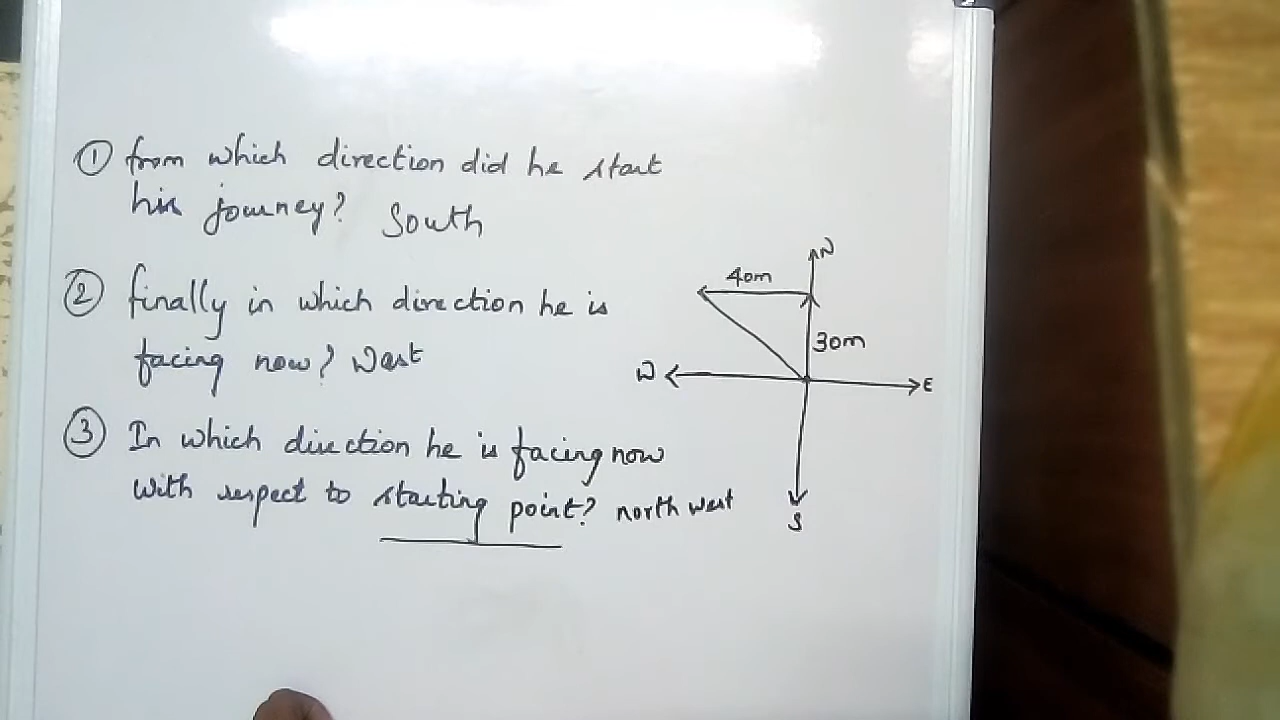 ① from which direction did he start
his journey? South
② finally in which direction he is
facing now? West
③ In which direction he is facing now
with respect to starting point? north west
N
40m
30m
W
E
S